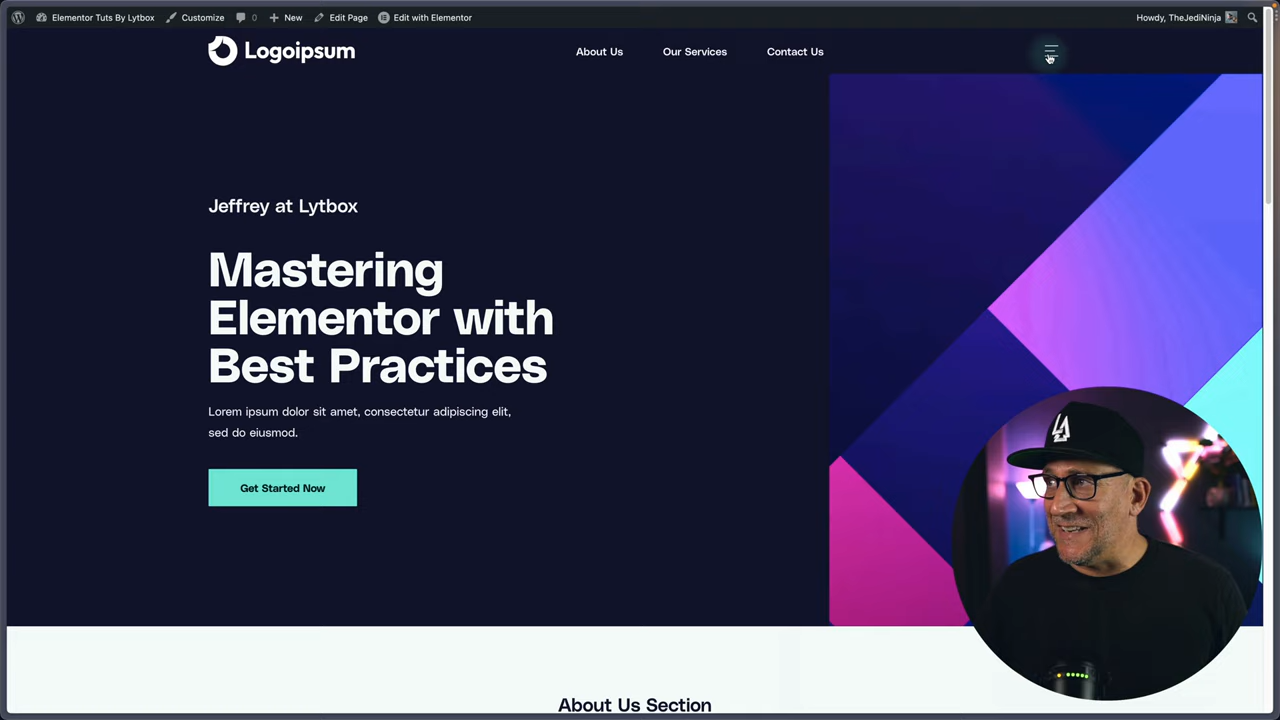 Elementor Tuts By Lytbox Customize 0 New Edit Page Edit with Elementor Howdy, TheJediNinja
Logoipsum About Us Our Services Contact Us
Jeffrey at Lytbox
Mastering
Elementor with
Best Practices
Lorem ipsum dolor sit amet, consectetur adipiscing elit,
sed do eiusmod.
Get Started Now
About Us Section